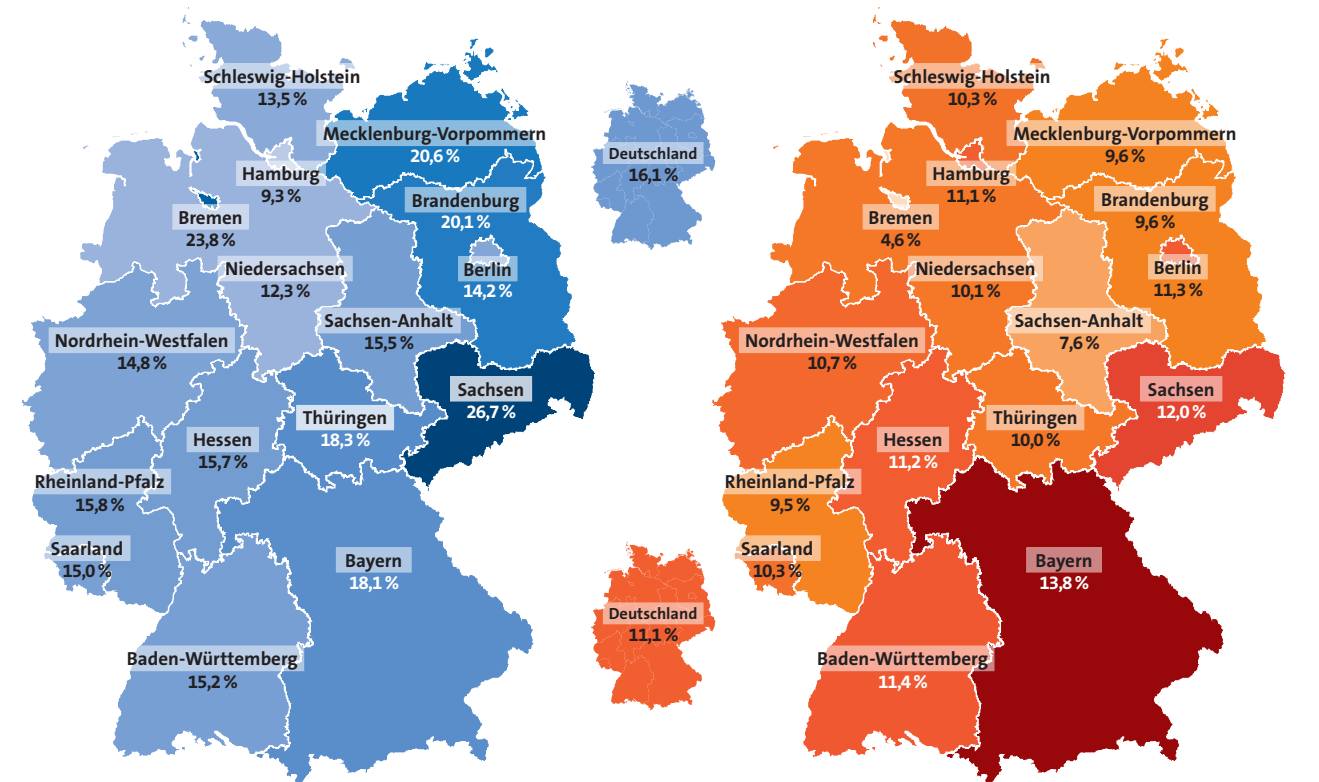 Schleswig-Holstein
13,5 %
Mecklenburg-Vorpommern
20,6 %
Hamburg
9,3 %
Brandenburg
20,1 %
Bremen
23,8 %
Niedersachsen
12,3 %
Berlin
14,2 %
Sachsen-Anhalt
15,5 %
Nordrhein-Westfalen
14,8 %
Sachsen
26,7 %
Thüringen
18,3 %
Hessen
15,7 %
Rheinland-Pfalz
15,8 %
Saarland
15,0 %
Bayern
18,1 %
Baden-Württemberg
15,2 %
Deutschland
16,1 %
Deutschland
11,1 %
Schleswig-Holstein
10,3 %
Mecklenburg-Vorpommern
9,6 %
Hamburg
11,1 %
Brandenburg
9,6 %
Bremen
4,6 %
Niedersachsen
10,1 %
Berlin
11,3 %
Sachsen-Anhalt
7,6 %
Nordrhein-Westfalen
10,7 %
Sachsen
12,0 %
Thüringen
10,0 %
Hessen
11,2 %
Rheinland-Pfalz
9,5 %
Saarland
10,3 %
Bayern
13,8 %
Baden-Württemberg
11,4 %